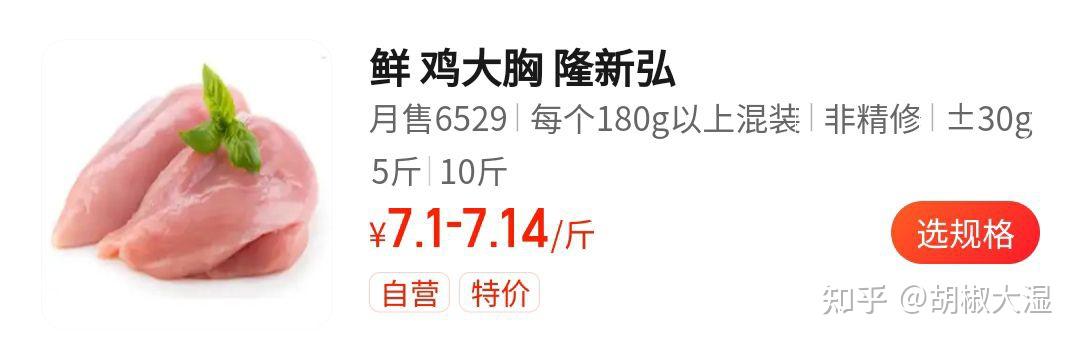 鲜 鸡大胸 隆新弘
月售6529 | 每个180g以上混装 | 非精修 | ±30g
5斤 | 10斤
¥7.1-7.14/斤
选规格
自营 特价
知乎 @胡椒大湿